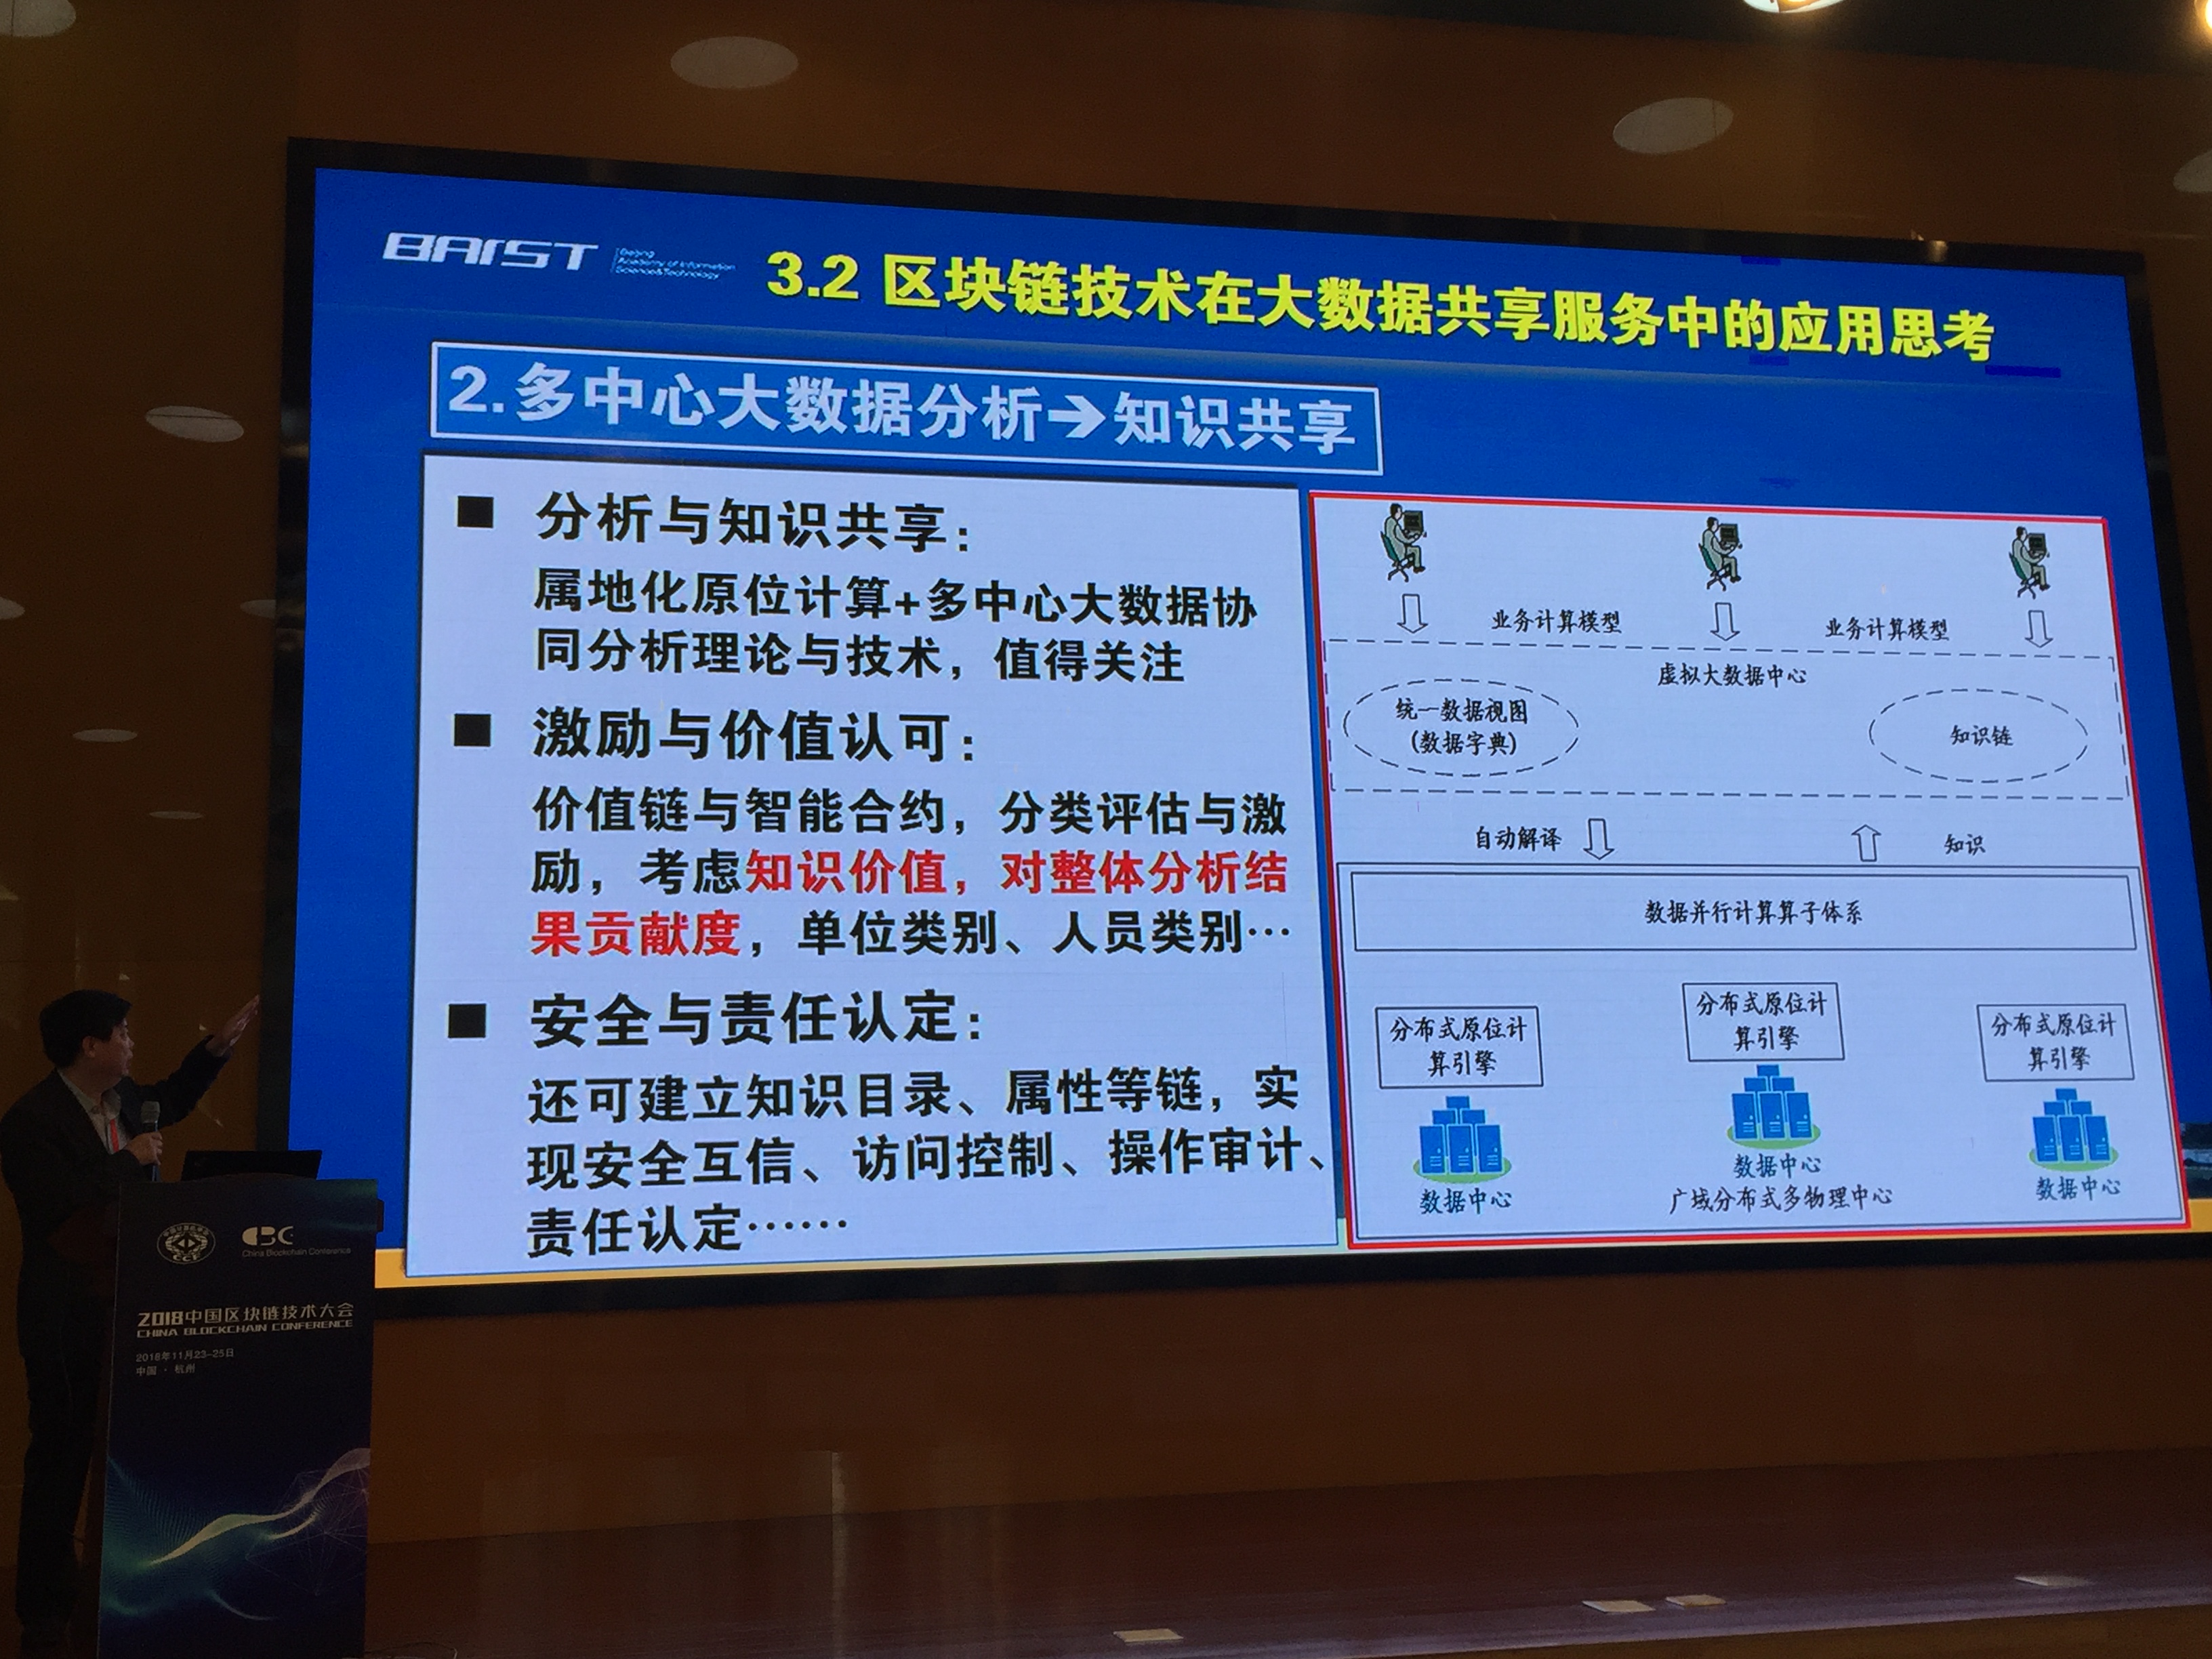 BAIST
Beijing
Academy of Information
Science&Technology
3.2 区块链技术在大数据共享服务中的应用思考
2.多中心大数据分析→知识共享
■ 分析与知识共享：
属地化原位计算+多中心大数据协
同分析理论与技术，值得关注
■ 激励与价值认可：
价值链与智能合约，分类评估与激
励，考虑知识价值，对整体分析结
果贡献度，单位类别、人员类别…
■ 安全与责任认定：
还可建立知识目录、属性等链，实
现安全互信、访问控制、操作审计、
责任认定……
业务计算模型
业务计算模型
虚拟大数据中心
统一数据视图
(数据字典)
知识链
自动解译
知识
数据并行计算算子体系
分布式原位计
算引擎
分布式原位计
算引擎
分布式原位计
算引擎
数据中心
数据中心
数据中心
广域分布式多物理中心
CCF
CBC
China Blockchain Conference
2018中国区块链技术大会
CHINA BLOCKCHAIN CONFERENCE
2018年11月23-25日
中国 · 杭州